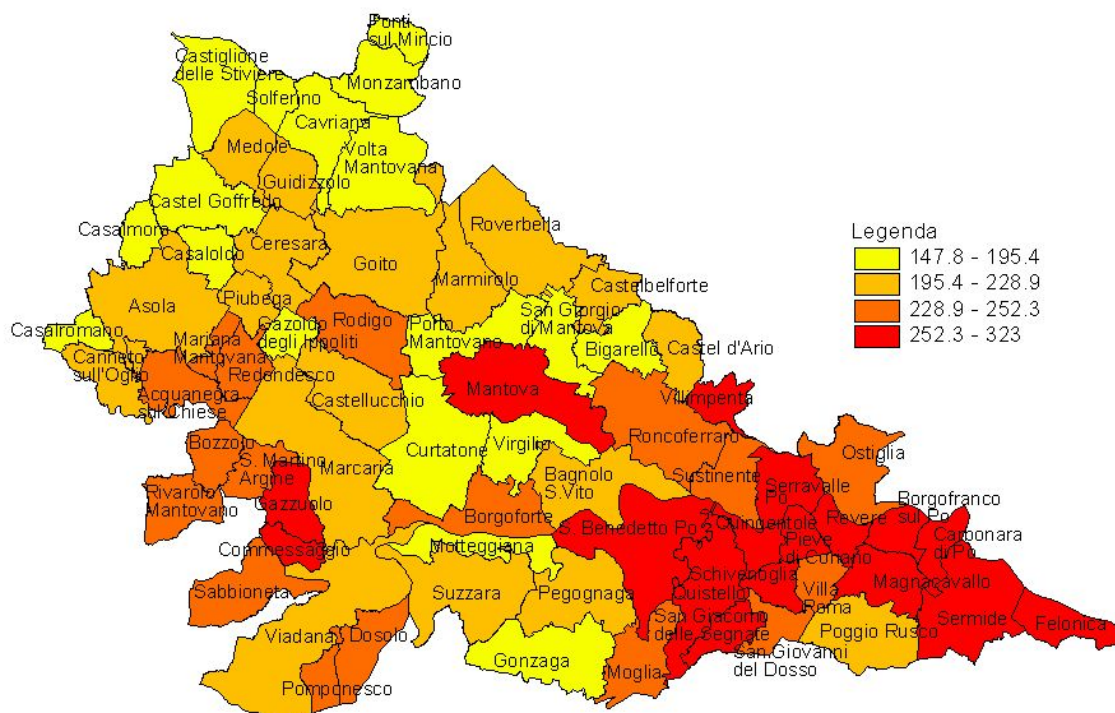 Ponti
sul Mincio
Castiglione
delle Stiviere
Monzambano
Solferino
Cavriana
Medole
Volta
Mantovana
Guidizzolo
Castel Goffredo
Roverbella
Casalmoro
Ceresara
Casaloldo
Goito
Marmirolo
Castelbelforte
Asola
Piubega
San Giorgio
di Mantova
Casalromano
Mariana
Mantovana
Gazoldo
degli Ippoliti
Rodigo
Porto
Mantovano
Bigarello
Castel d'Ario
Canneto
sull'Oglio
Redondesco
Acquanegra
sul Chiese
Castellucchio
Mantova
Villimpenta
Bozzolo
Curtatone
Virgilio
Roncoferraro
Ostiglia
S. Martino
Argine
Marcaria
Bagnolo
S.Vito
Sustinente
Serravalle
Po
Rivarolo
Mantovano
Gazzuolo
Borgoforte
S. Benedetto Po
Quingentole
Revere
Borgofranco
sul Po
Carbonara
di Po
Commessaggio
Motteggiana
Pieve
di Coriano
Schivenoglia
Magnacavallo
Sabbioneta
Suzzara
Pegognaga
Quistello
Villa
Poma
San Giacomo
delle Segnate
Sermide
Felonica
Viadana
Dosolo
Poggio Rusco
Gonzaga
Moglia
San Giovanni
del Dosso
Pomponesco
Legenda
147.8 - 195.4
195.4 - 228.9
228.9 - 252.3
252.3 - 323